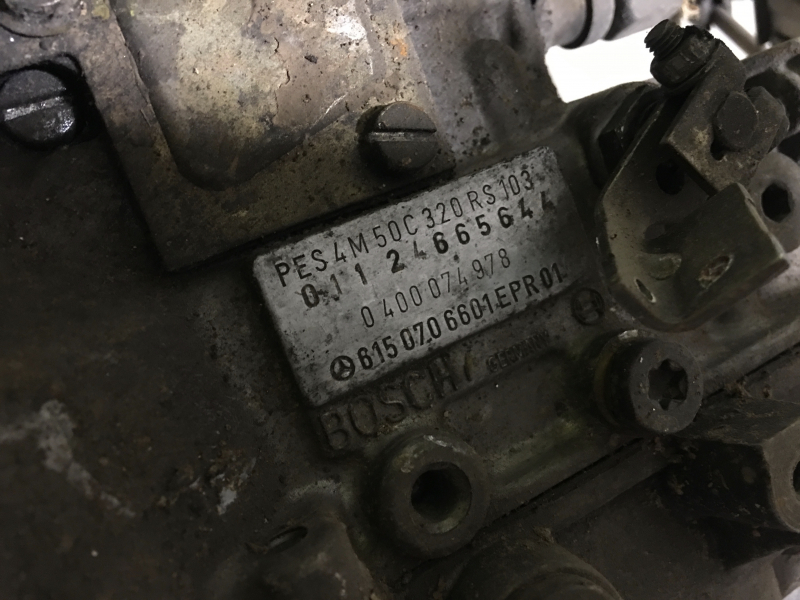 PES 4M 50C 320 RS 103
011 24665644
0 400 074 978
615 070 6601 EPR 01
BOSCH